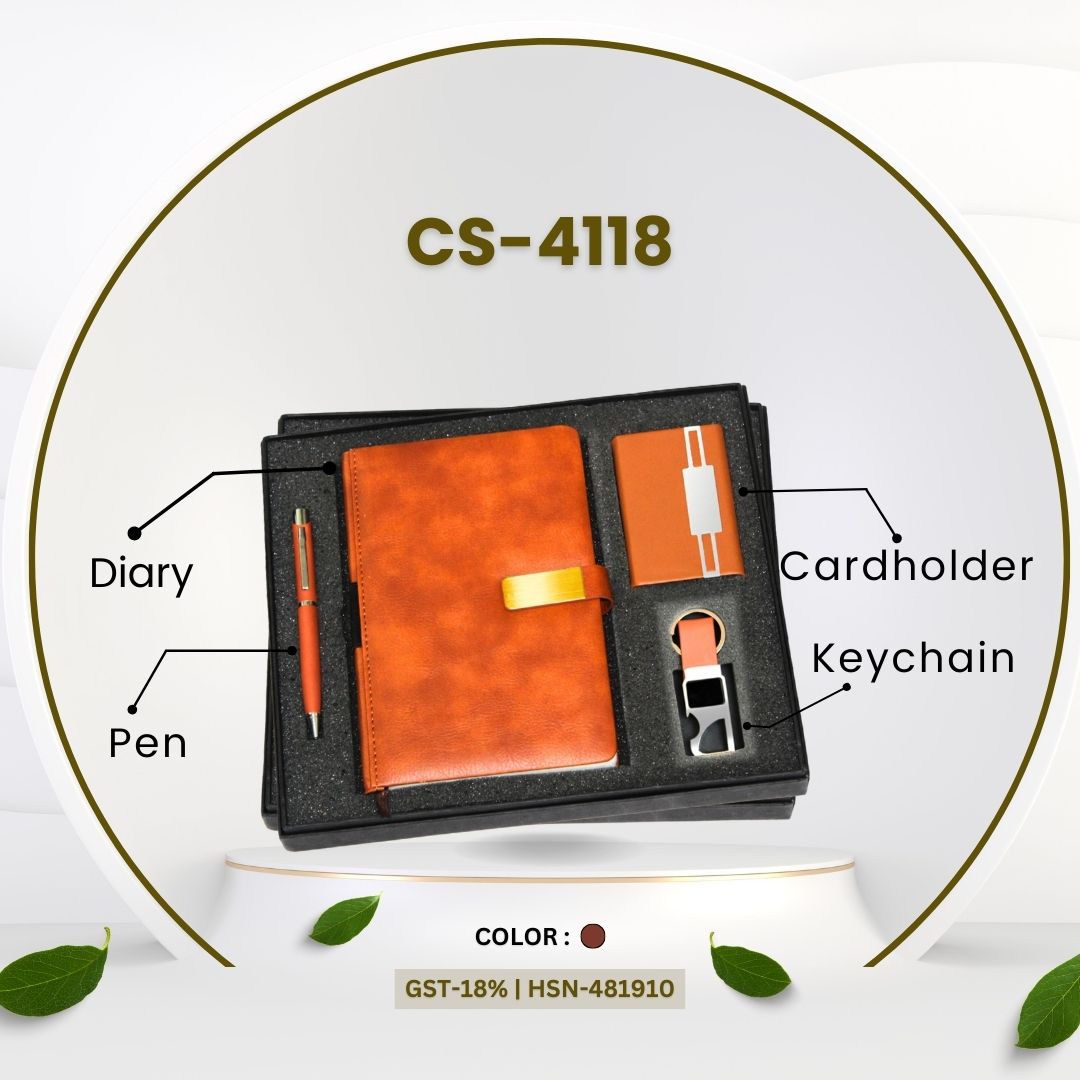 CS-4118
Diary
Cardholder
Keychain
Pen
COLOR :
GST-18% | HSN-481910